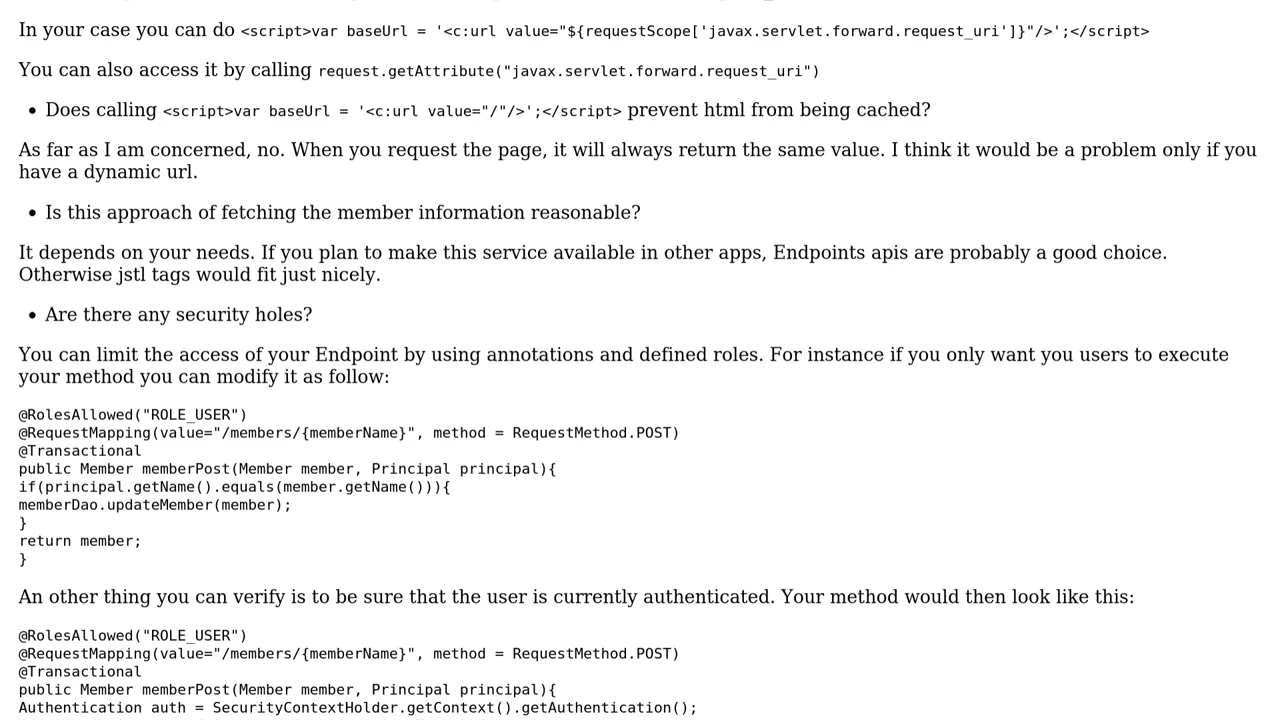 In your case you can do <script>var baseUrl = '<c:url value="${requestScope['javax.servlet.forward.request_uri']}"/>';</script>
You can also access it by calling request.getAttribute("javax.servlet.forward.request_uri")
• Does calling <script>var baseUrl = '<c:url value="/"/>';</script> prevent html from being cached?
As far as I am concerned, no. When you request the page, it will always return the same value. I think it would be a problem only if you
have a dynamic url.
• Is this approach of fetching the member information reasonable?
It depends on your needs. If you plan to make this service available in other apps, Endpoints apis are probably a good choice.
Otherwise jstl tags would fit just nicely.
• Are there any security holes?
You can limit the access of your Endpoint by using annotations and defined roles. For instance if you only want you users to execute
your method you can modify it as follow:
@RolesAllowed("ROLE_USER")
@RequestMapping(value="/members/{memberName}", method = RequestMethod.POST)
@Transactional
public Member memberPost(Member member, Principal principal){
if(principal.getName().equals(member.getName())){
memberDao.updateMember(member);
}
return member;
}
An other thing you can verify is to be sure that the user is currently authenticated. Your method would then look like this:
@RolesAllowed("ROLE_USER")
@RequestMapping(value="/members/{memberName}", method = RequestMethod.POST)
@Transactional
public Member memberPost(Member member, Principal principal){
Authentication auth = SecurityContextHolder.getContext().getAuthentication();